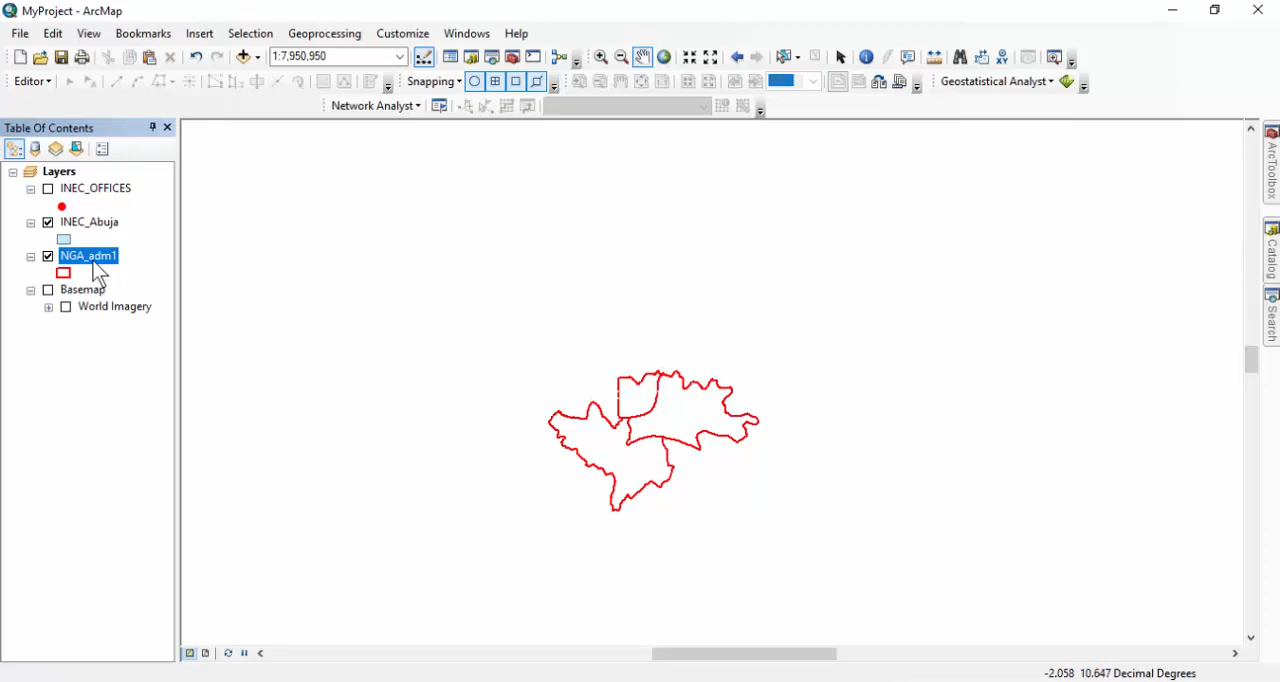 MyProject - ArcMap
File Edit View Bookmarks Insert Selection Geoprocessing Customize Windows Help
1:7,950,950
Editor Snapping Geostatistical Analyst
Network Analyst
Table Of Contents
Layers
INEC_OFFICES
INEC_Abuja
NGA_adm1
Basemap
World Imagery
ArcToolbox
Catalog
Search
-2.058 10.647 Decimal Degrees